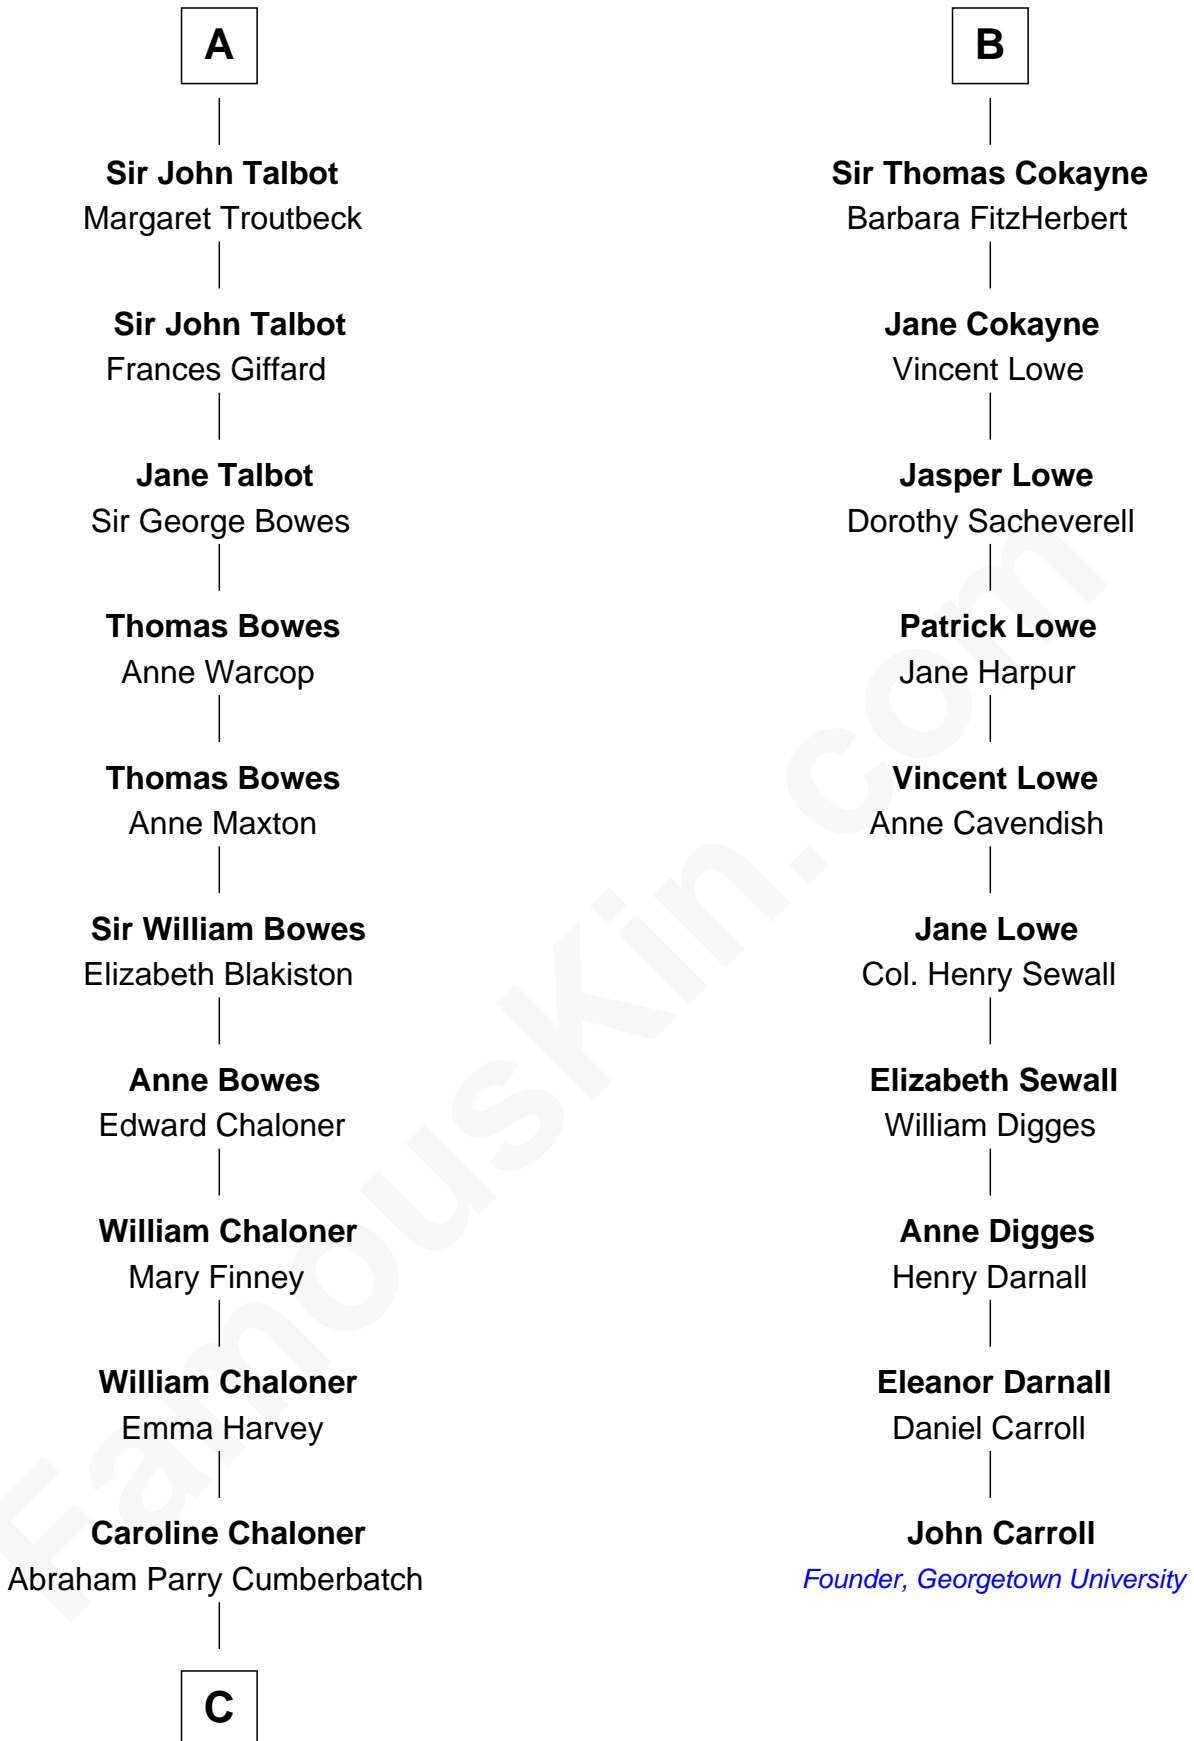 A
Sir John Talbot
Margaret Troutbeck
Sir John Talbot
Frances Giffard
Jane Talbot
Sir George Bowes
Thomas Bowes
Anne Warcop
Thomas Bowes
Anne Maxton
Sir William Bowes
Elizabeth Blakiston
Anne Bowes
Edward Chaloner
William Chaloner
Mary Finney
William Chaloner
Emma Harvey
Caroline Chaloner
Abraham Parry Cumberbatch
C
B
Sir Thomas Cokayne
Barbara FitzHerbert
Jane Cokayne
Vincent Lowe
Jasper Lowe
Dorothy Sacheverell
Patrick Lowe
Jane Harpur
Vincent Lowe
Anne Cavendish
Jane Lowe
Col. Henry Sewall
Elizabeth Sewall
William Digges
Anne Digges
Henry Darnall
Eleanor Darnall
Daniel Carroll
John Carroll
Founder, Georgetown University
FamousKin.com